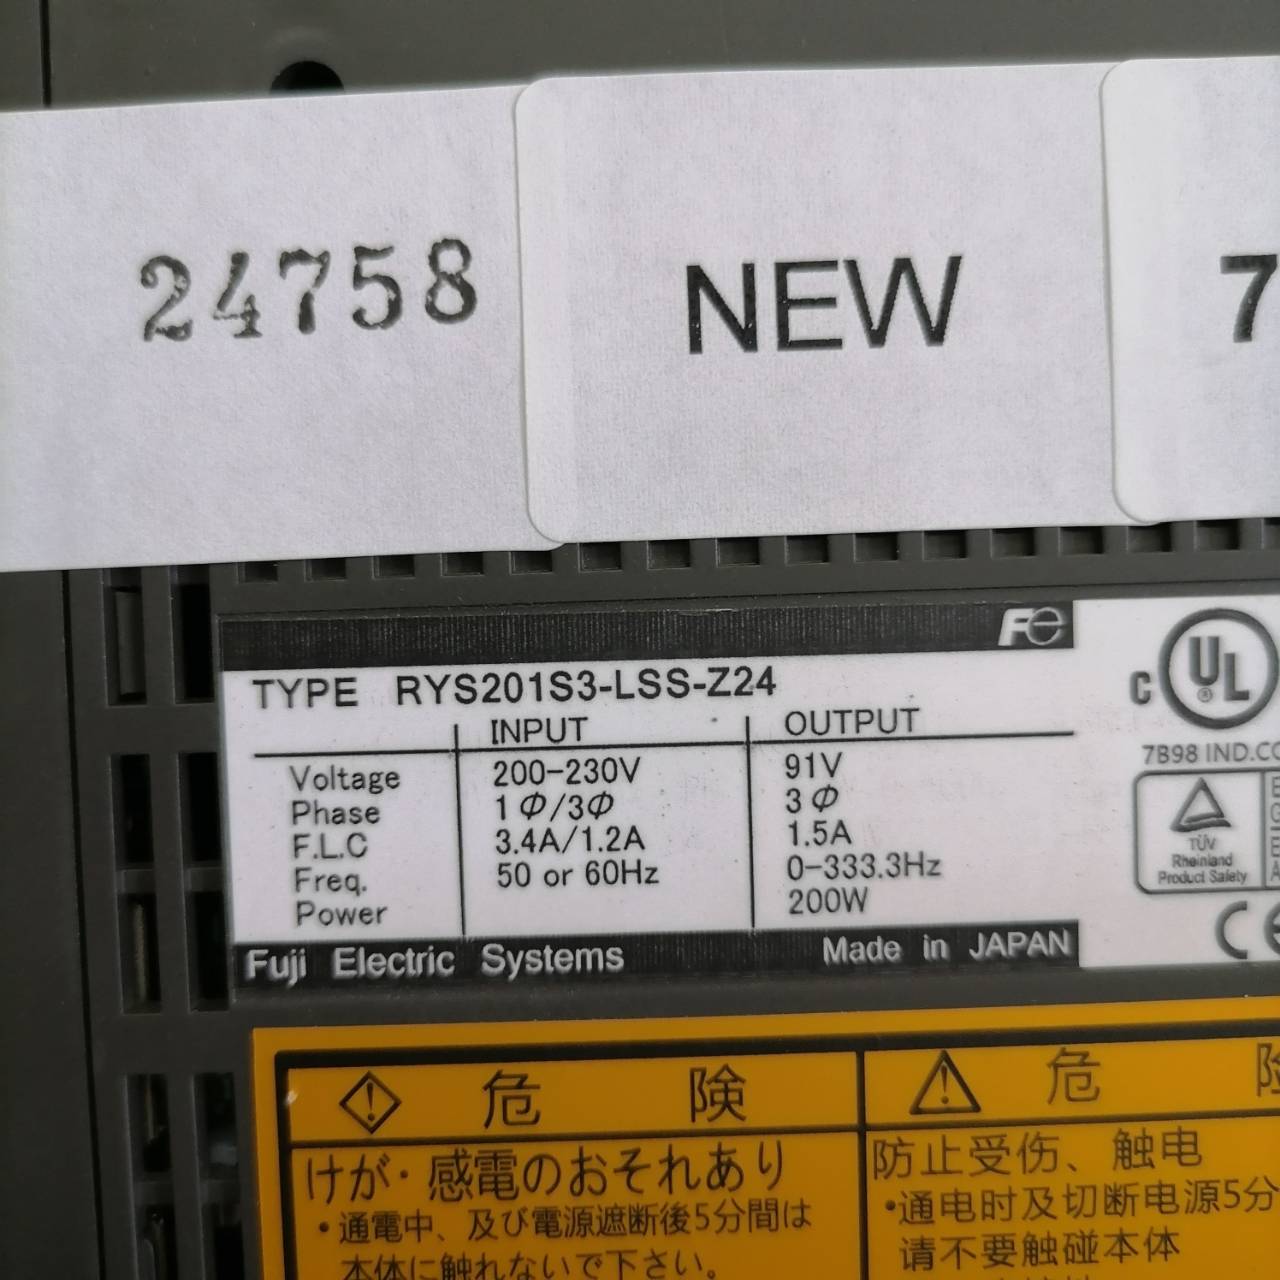 24758 NEW 7
Fe
TYPE RYS201S3-LSS-Z24
INPUT OUTPUT
Voltage 200-230V 91V
Phase 1Φ/3Φ 3Φ
F.L.C 3.4A/1.2A 1.5A
Freq. 50 or 60Hz 0-333.3Hz
Power 200W
Fuji Electric Systems Made in JAPAN
c UL ®
7B98 IND.CO
TÜV
Rheinland
Product Safety
CE
危 険
けが・感電のおそれあり
・通電中、及び電源遮断後5分間は
本体に触れないで下さい。
危 险
防止受伤、触电
・通电时及切断电源5分
请不要触碰本体